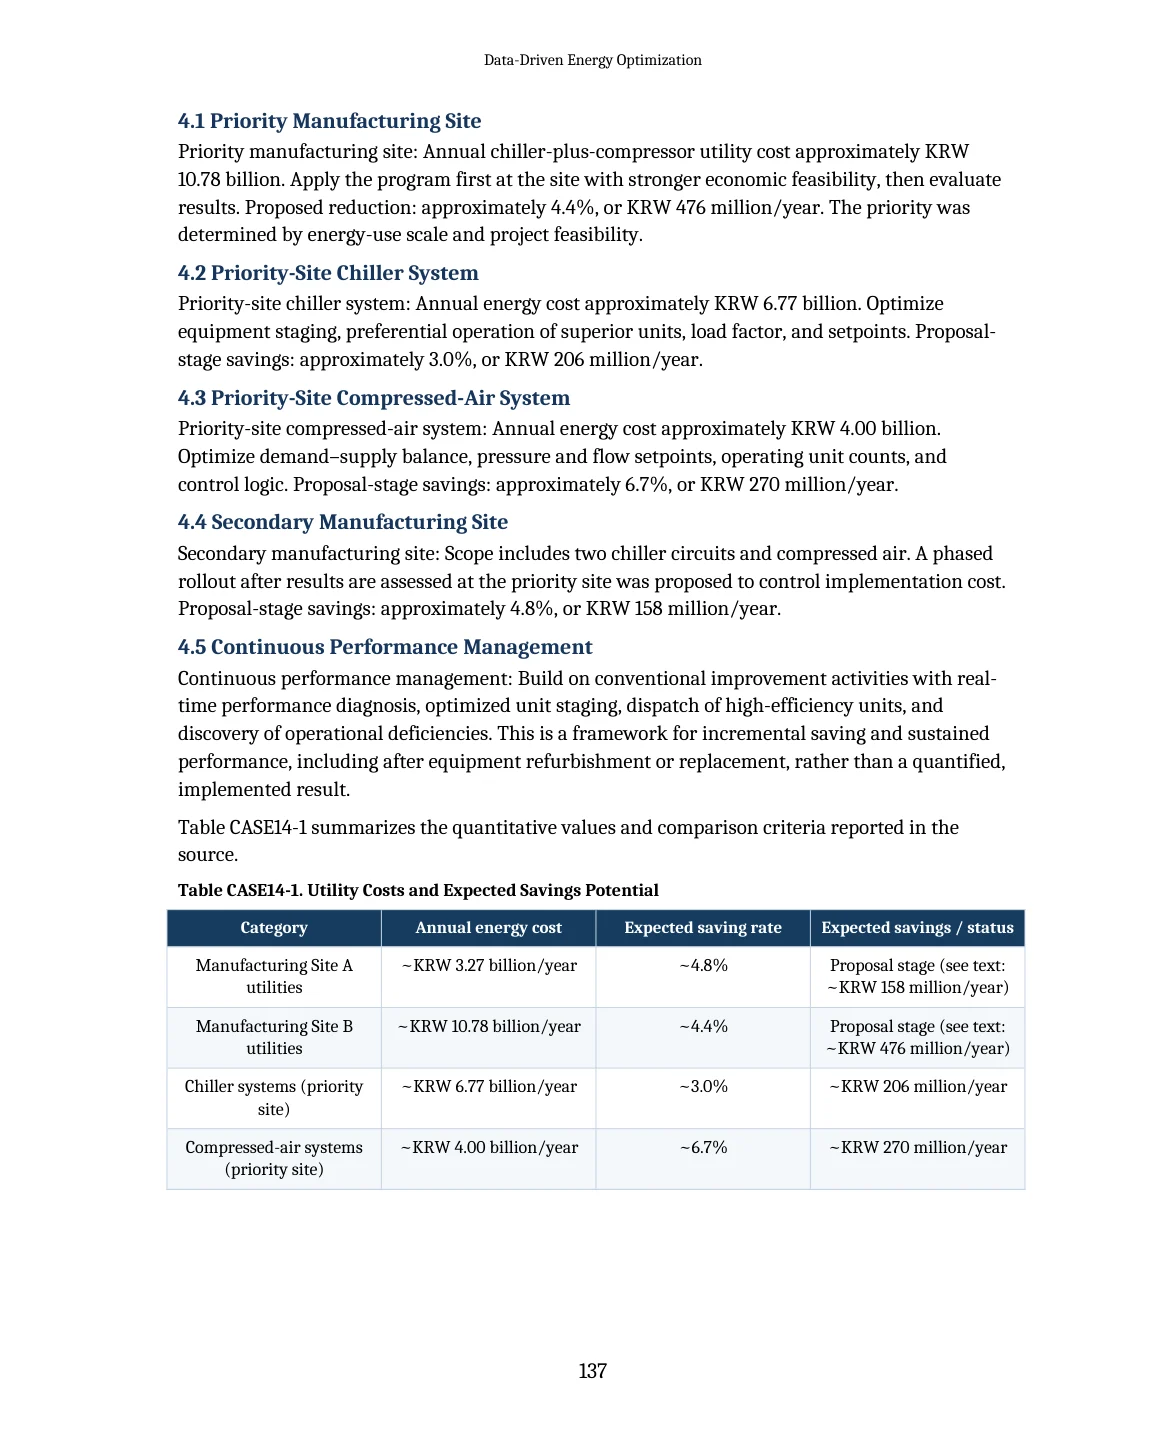 Data-Driven Energy Optimization
4.1 Priority Manufacturing Site
Priority manufacturing site: Annual chiller-plus-compressor utility cost approximately KRW
10.78 billion. Apply the program first at the site with stronger economic feasibility, then evaluate
results. Proposed reduction: approximately 4.4%, or KRW 476 million/year. The priority was
determined by energy-use scale and project feasibility.
4.2 Priority-Site Chiller System
Priority-site chiller system: Annual energy cost approximately KRW 6.77 billion. Optimize
equipment staging, preferential operation of superior units, load factor, and setpoints. Proposal-
stage savings: approximately 3.0%, or KRW 206 million/year.
4.3 Priority-Site Compressed-Air System
Priority-site compressed-air system: Annual energy cost approximately KRW 4.00 billion.
Optimize demand–supply balance, pressure and flow setpoints, operating unit counts, and
control logic. Proposal-stage savings: approximately 6.7%, or KRW 270 million/year.
4.4 Secondary Manufacturing Site
Secondary manufacturing site: Scope includes two chiller circuits and compressed air. A phased
rollout after results are assessed at the priority site was proposed to control implementation cost.
Proposal-stage savings: approximately 4.8%, or KRW 158 million/year.
4.5 Continuous Performance Management
Continuous performance management: Build on conventional improvement activities with real-
time performance diagnosis, optimized unit staging, dispatch of high-efficiency units, and
discovery of operational deficiencies. This is a framework for incremental saving and sustained
performance, including after equipment refurbishment or replacement, rather than a quantified,
implemented result.
Table CASE14-1 summarizes the quantitative values and comparison criteria reported in the
source.
Table CASE14-1. Utility Costs and Expected Savings Potential
Category Annual energy cost Expected saving rate Expected savings / status
Manufacturing Site A ~KRW 3.27 billion/year ~4.8% Proposal stage (see text:
utilities ~KRW 158 million/year)
Manufacturing Site B ~KRW 10.78 billion/year ~4.4% Proposal stage (see text:
utilities ~KRW 476 million/year)
Chiller systems (priority ~KRW 6.77 billion/year ~3.0% ~KRW 206 million/year
site)
Compressed-air systems ~KRW 4.00 billion/year ~6.7% ~KRW 270 million/year
(priority site)
137